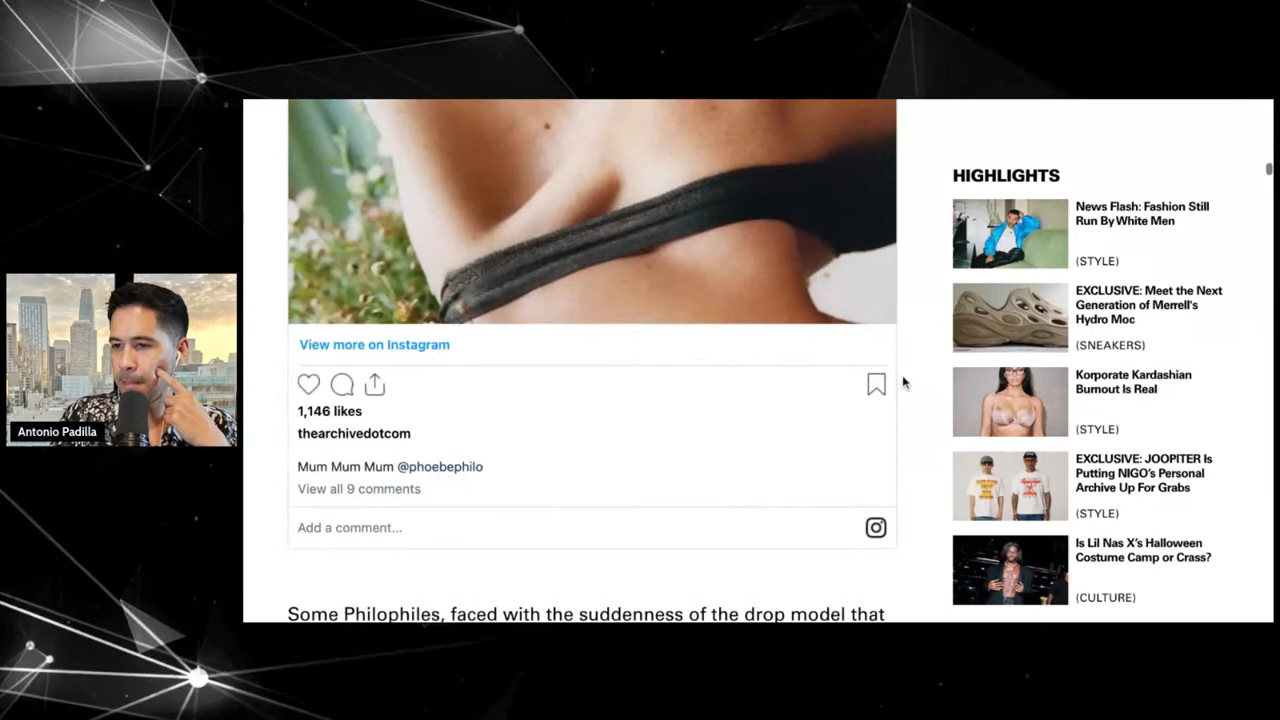 Antonio Padilla
View more on Instagram
1,146 likes
thearchivedotcom
Mum Mum Mum @phoebephilo
View all 9 comments
Add a comment...
Some Philophiles, faced with the suddenness of the drop model that
HIGHLIGHTS
News Flash: Fashion Still
Run By White Men
(STYLE)
EXCLUSIVE: Meet the Next
Generation of Merrell's
Hydro Moc
(SNEAKERS)
Korporate Kardashian
Burnout Is Real
(STYLE)
EXCLUSIVE: JOOPITER Is
Putting NIGO's Personal
Archive Up For Grabs
(STYLE)
Is Lil Nas X's Halloween
Costume Camp or Crass?
(CULTURE)